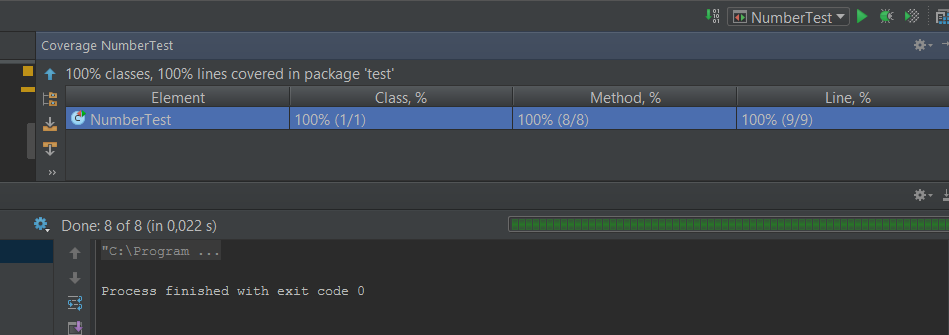 NumberTest
Coverage NumberTest
100% classes, 100% lines covered in package 'test'
Element Class, % Method, % Line, %
NumberTest 100% (1/1) 100% (8/8) 100% (9/9)
Done: 8 of 8 (in 0,022 s)
"C:\Program ...
Process finished with exit code 0